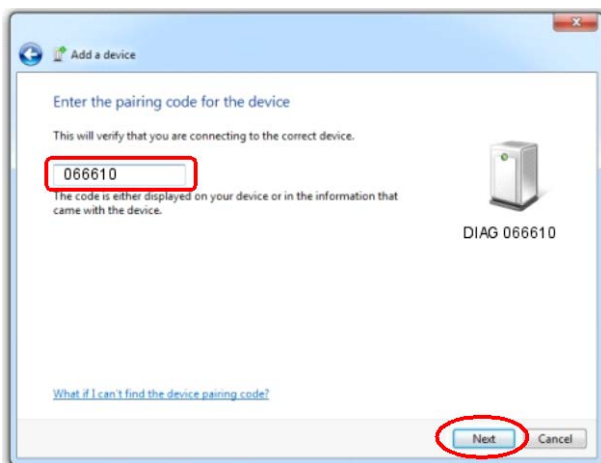 Add a device
Enter the pairing code for the device
This will verify that you are connecting to the correct device.
066610
The code is either displayed on your device or in the information that
came with the device.
DIAG 066610
What if I can't find the device pairing code?
Next
Cancel